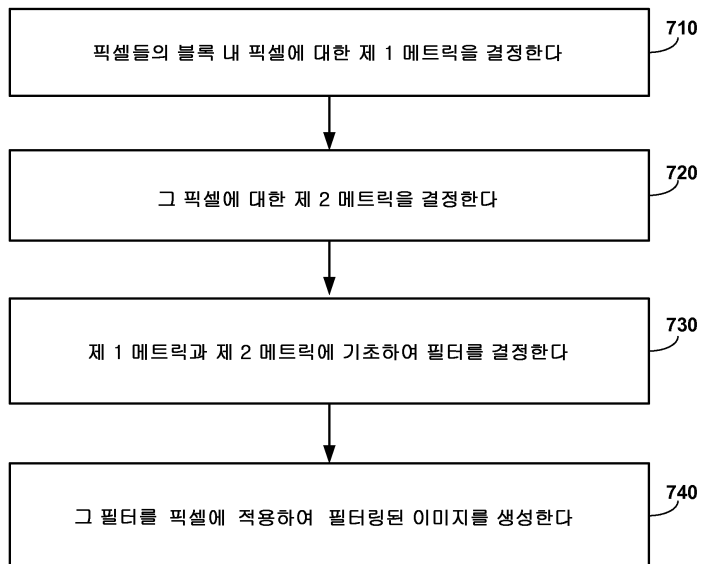 픽셀들의 블록 내 픽셀에 대한 제 1 메트릭을 결정한다
710
그 픽셀에 대한 제 2 메트릭을 결정한다
720
제 1 메트릭과 제 2 메트릭에 기초하여 필터를 결정한다
730
그 필터를 픽셀에 적용하여 필터링된 이미지를 생성한다
740